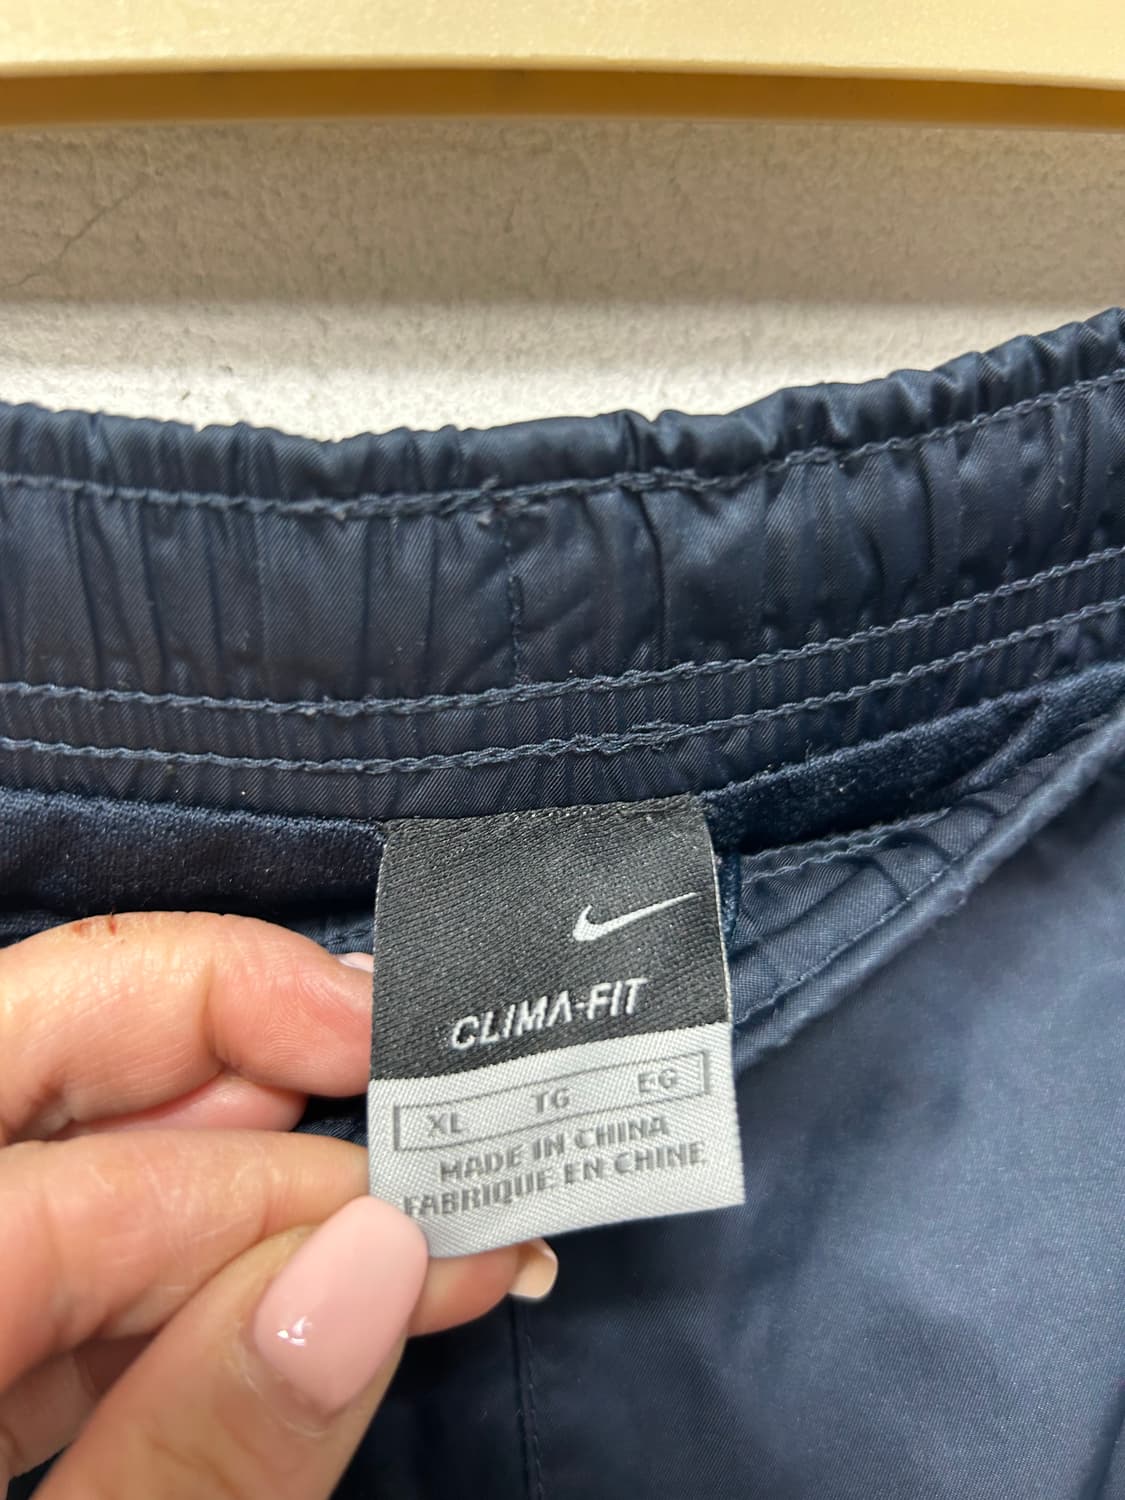 CLIMA-FIT
XL TG EG
MADE IN CHINA
FABRIQUE EN CHINE